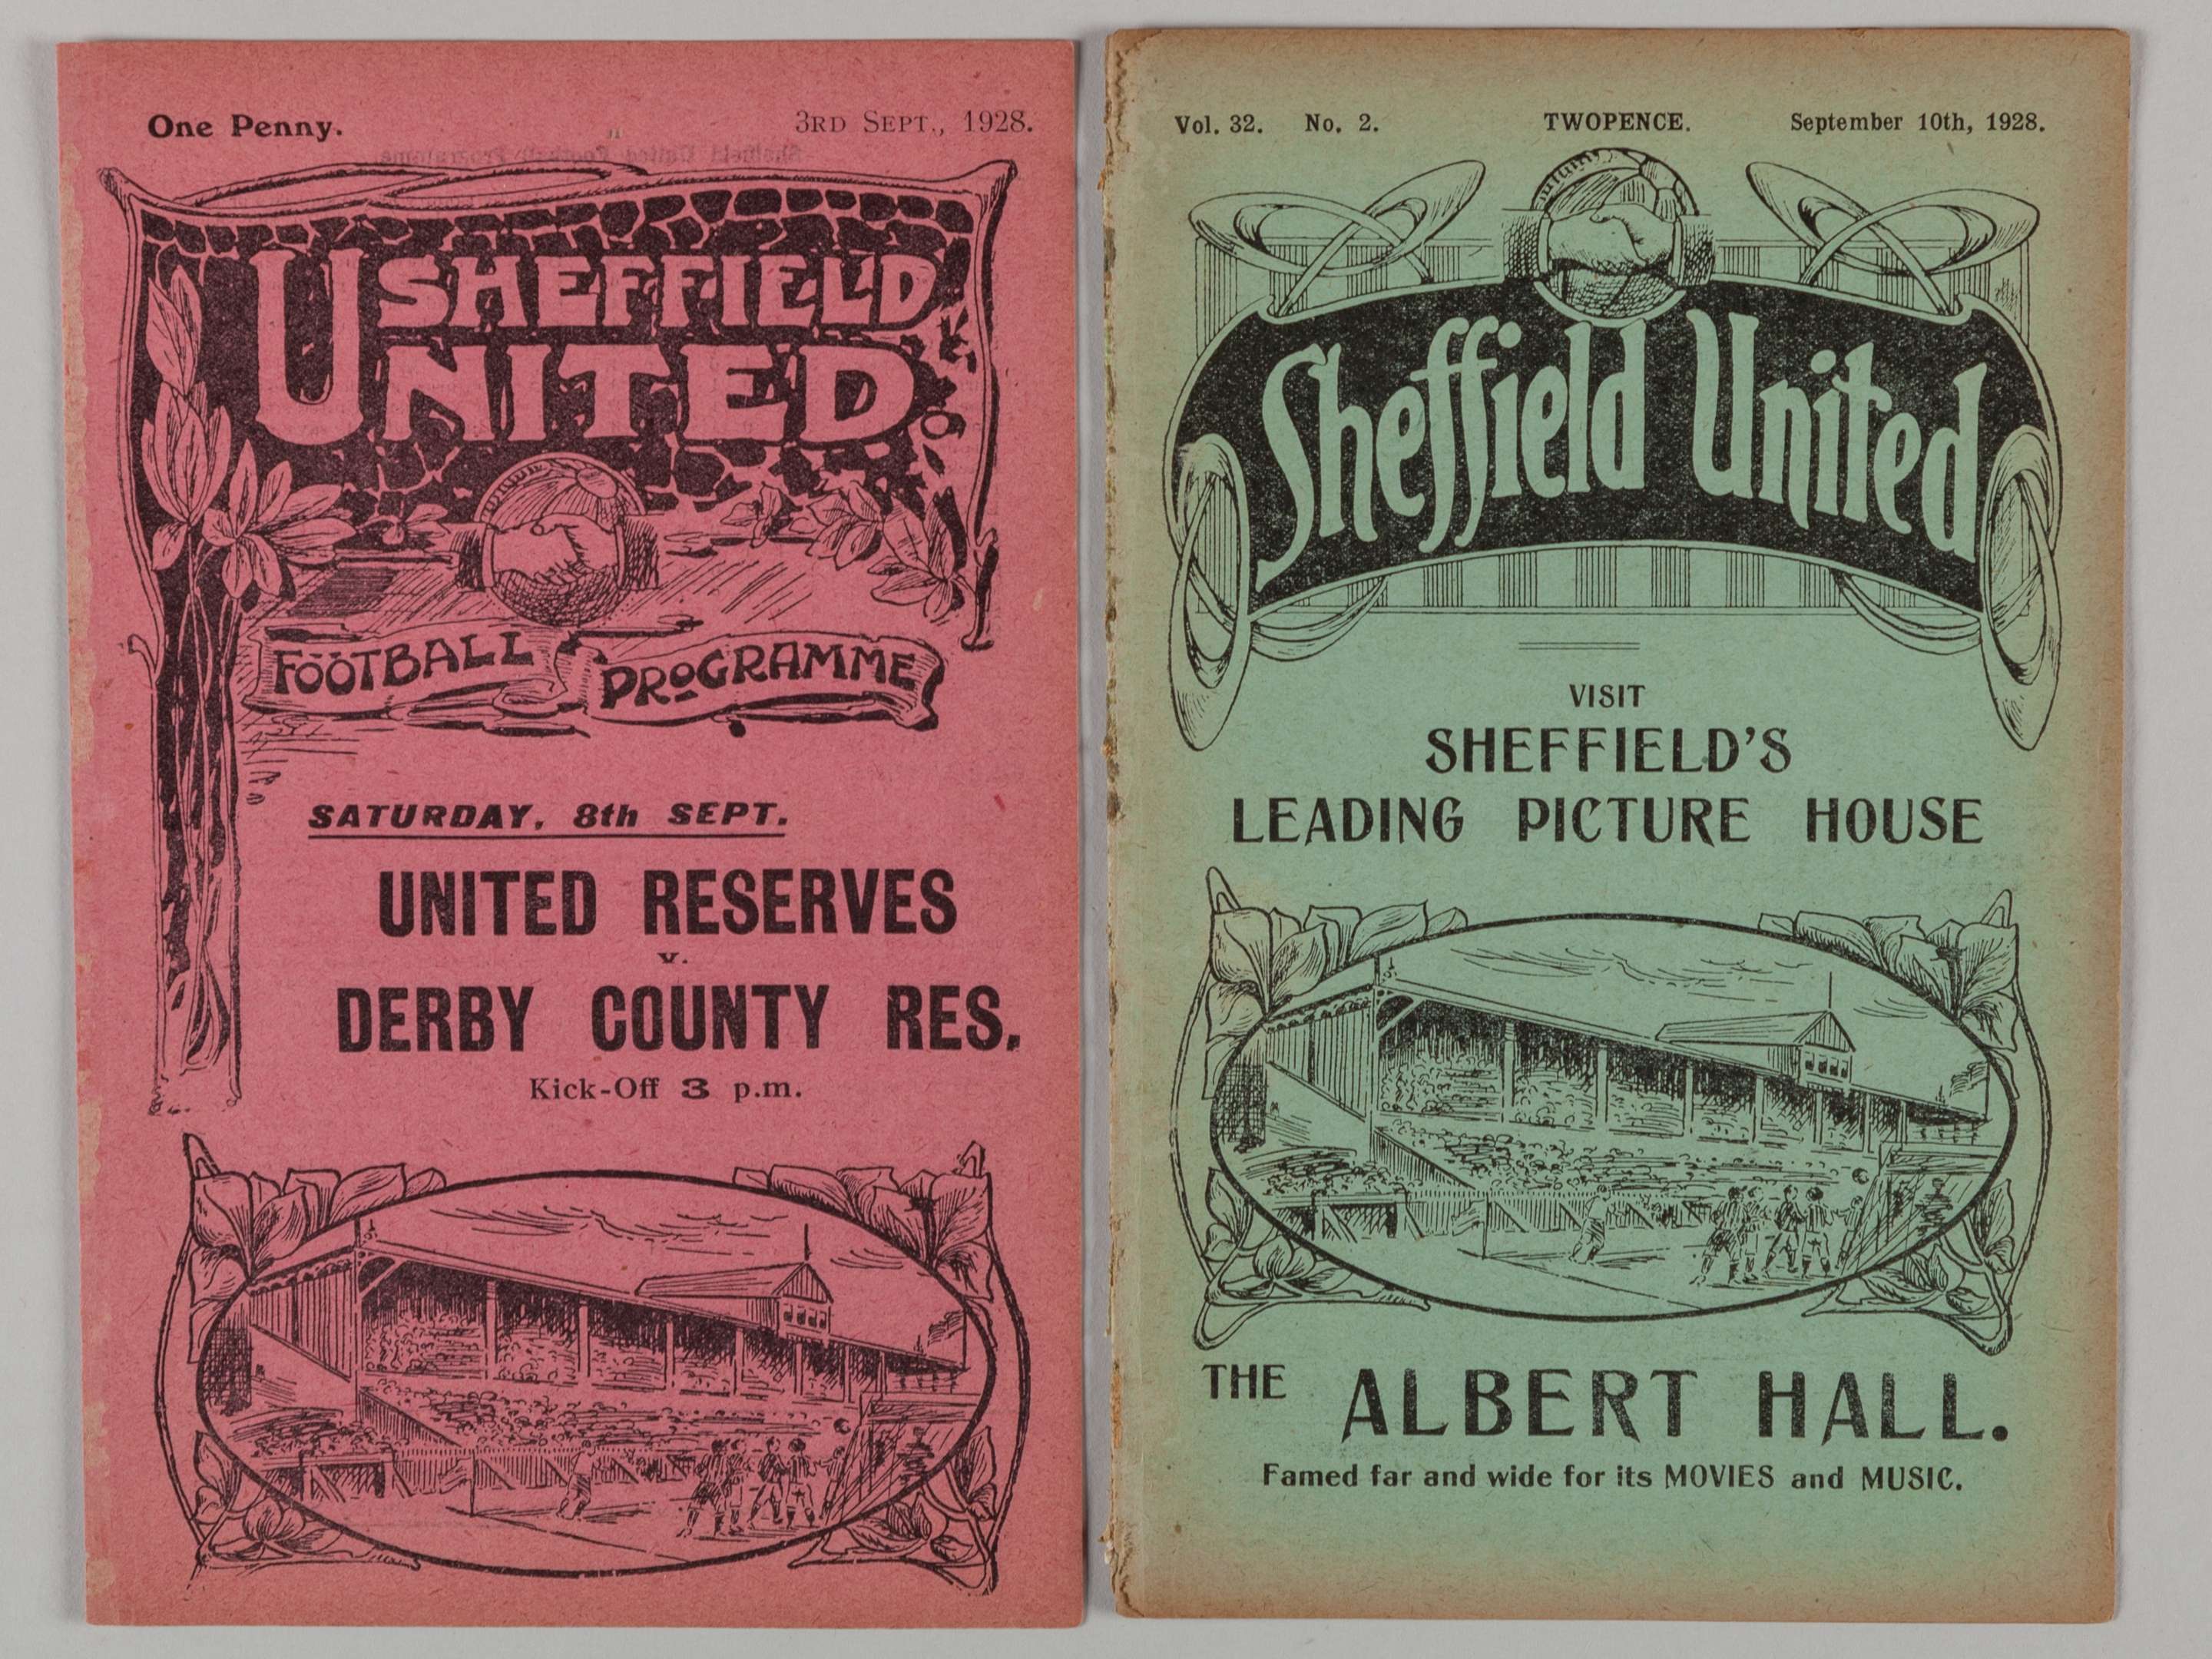 One Penny. 3RD SEPT., 1928.
SHEFFIELD
UNITED
FOOTBALL PROGRAMME
SATURDAY, 8th SEPT.
UNITED RESERVES
v.
DERBY COUNTY RES.
Kick-Off 3 p.m.
Vol. 32. No. 2. TWOPENCE. September 10th, 1928.
Sheffield United
VISIT
SHEFFIELD'S
LEADING PICTURE HOUSE
THE ALBERT HALL.
Famed far and wide for its MOVIES and MUSIC.